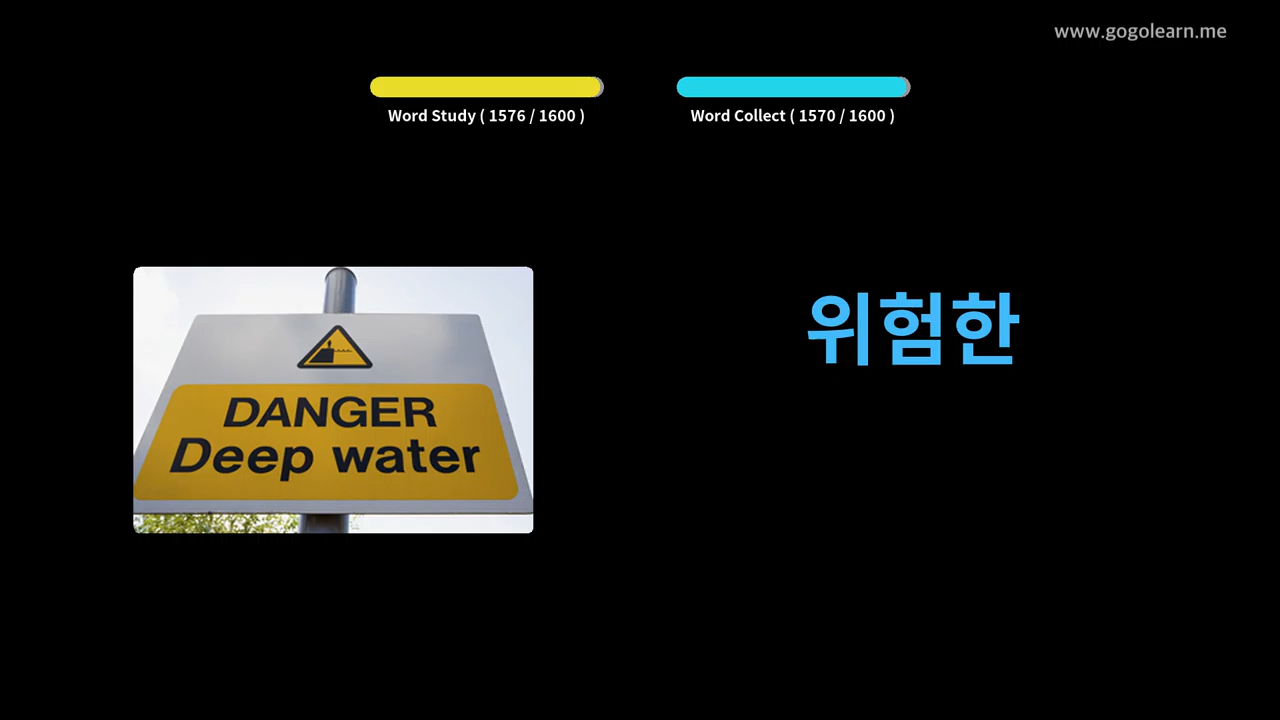 www.gogolearn.me
Word Study ( 1576 / 1600 )
Word Collect ( 1570 / 1600 )
위험한
DANGER
Deep water